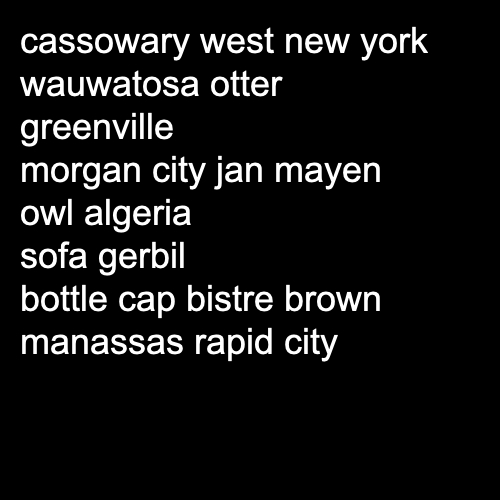 cassowary west new york
wauwatosa otter
greenville
morgan city jan mayen
owl algeria
sofa gerbil
bottle cap bistre brown
manassas rapid city